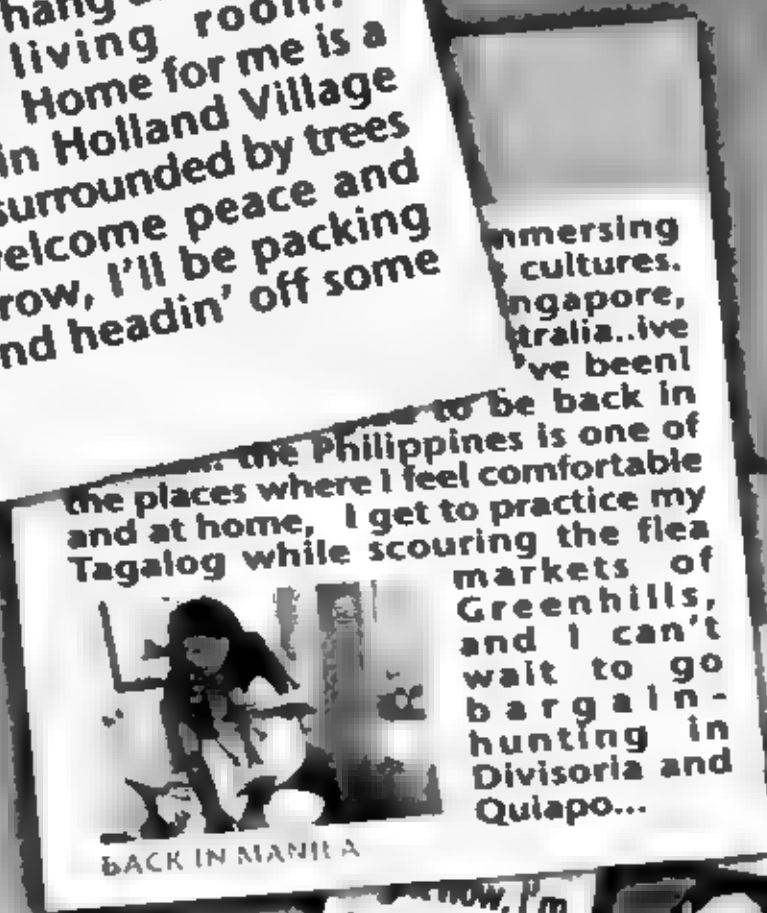 living room.
Home for me is a
in Holland Village
surrounded by trees
welcome peace and
row, I'll be packing
nd headin' off some
mmersing
cultures.
ngapore,
tralia..ive
've been!
to be back in
the Philippines is one of
the places where I feel comfortable
and at home, I get to practice my
Tagalog while scouring the flea
markets of
Greenhills,
and I can't
wait to go
bargain-
hunting in
Divisoria and
Quiapo...
BACK IN MANILA
now, I'm